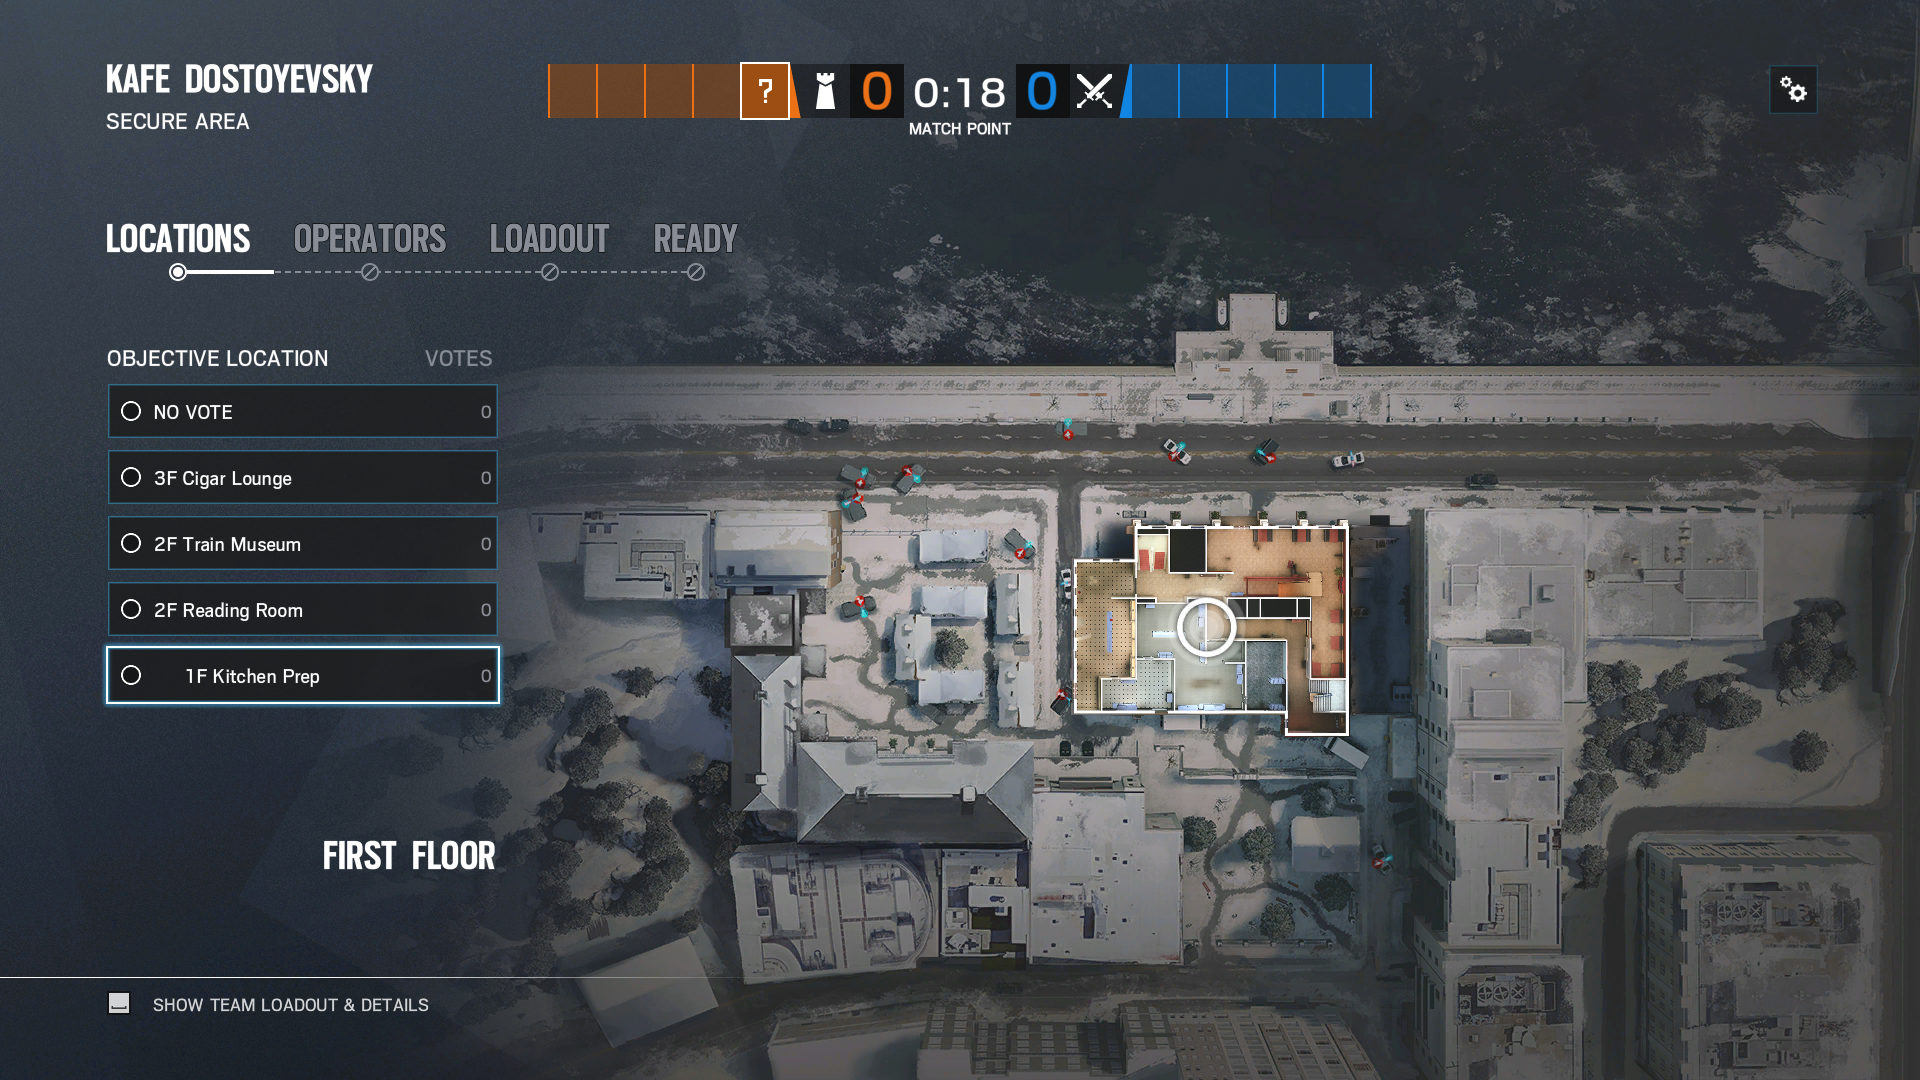 KAFE DOSTOYEVSKY
SECURE AREA
?
0 0:18 0
MATCH POINT
LOCATIONS OPERATORS LOADOUT READY
OBJECTIVE LOCATION VOTES
NO VOTE 0
3F Cigar Lounge 0
2F Train Museum 0
2F Reading Room 0
1F Kitchen Prep 0
FIRST FLOOR
SHOW TEAM LOADOUT & DETAILS